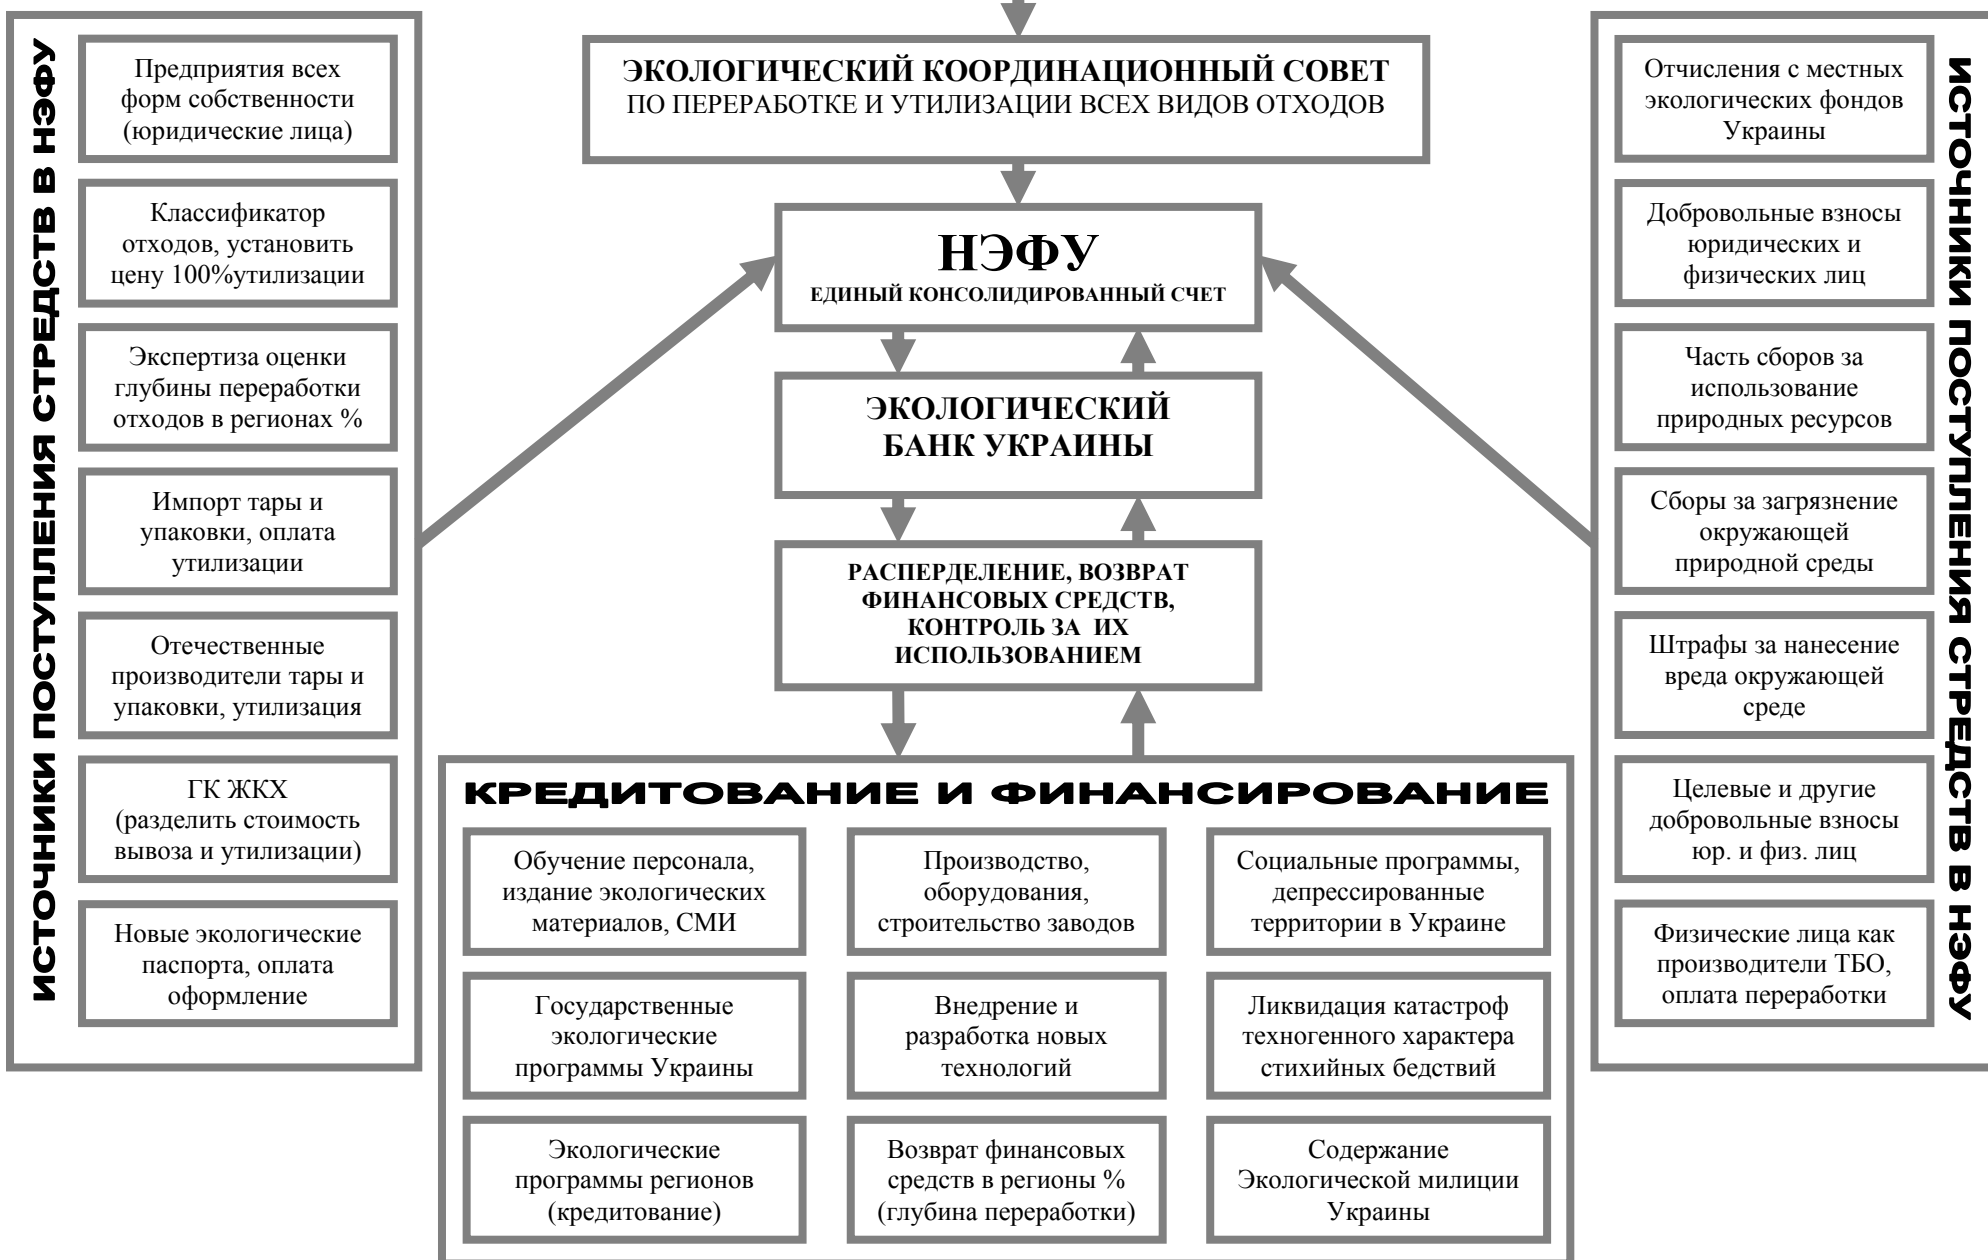 ИСТОЧНИКИ ПОСТУПЛЕНИЯ СТРЕДСТВ В НЭФУ
Предприятия всех
форм собственности
(юридические лица)
Классификатор
отходов, установить
цену 100%утилизации
Экспертиза оценки
глубины переработки
отходов в регионах %
Импорт тары и
упаковки, оплата
утилизации
Отечественные
производители тары и
упаковки, утилизация
ГК ЖКХ
(разделить стоимость
вывоза и утилизации)
Новые экологические
паспорта, оплата
оформление
ЭКОЛОГИЧЕСКИЙ КООРДИНАЦИОННЫЙ СОВЕТ
ПО ПЕРЕРАБОТКЕ И УТИЛИЗАЦИИ ВСЕХ ВИДОВ ОТХОДОВ
НЭФУ
ЕДИНЫЙ КОНСОЛИДИРОВАННЫЙ СЧЕТ
ЭКОЛОГИЧЕСКИЙ
БАНК УКРАИНЫ
РАСПЕРДЕЛЕНИЕ, ВОЗВРАТ
ФИНАНСОВЫХ СРЕДСТВ,
КОНТРОЛЬ ЗА ИХ
ИСПОЛЬЗОВАНИЕМ
КРЕДИТОВАНИЕ И ФИНАНСИРОВАНИЕ
Обучение персонала,
издание экологических
материалов, СМИ
Производство,
оборудования,
строительство заводов
Социальные программы,
депрессированные
территории в Украине
Государственные
экологические
программы Украины
Внедрение и
разработка новых
технологий
Ликвидация катастроф
техногенного характера
стихийных бедствий
Экологические
программы регионов
(кредитование)
Возврат финансовых
средств в регионы %
(глубина переработки)
Содержание
Экологической милиции
Украины
Отчисления с местных
экологических фондов
Украины
Добровольные взносы
юридических и
физических лиц
Часть сборов за
использование
природных ресурсов
Сборы за загрязнение
окружающей
природной среды
Штрафы за нанесение
вреда окружающей
среде
Целевые и другие
добровольные взносы
юр. и физ. лиц
Физические лица как
производители ТБО,
оплата переработки
ИСТОЧНИКИ ПОСТУПЛЕНИЯ СТРЕДСТВ В НЭФУ